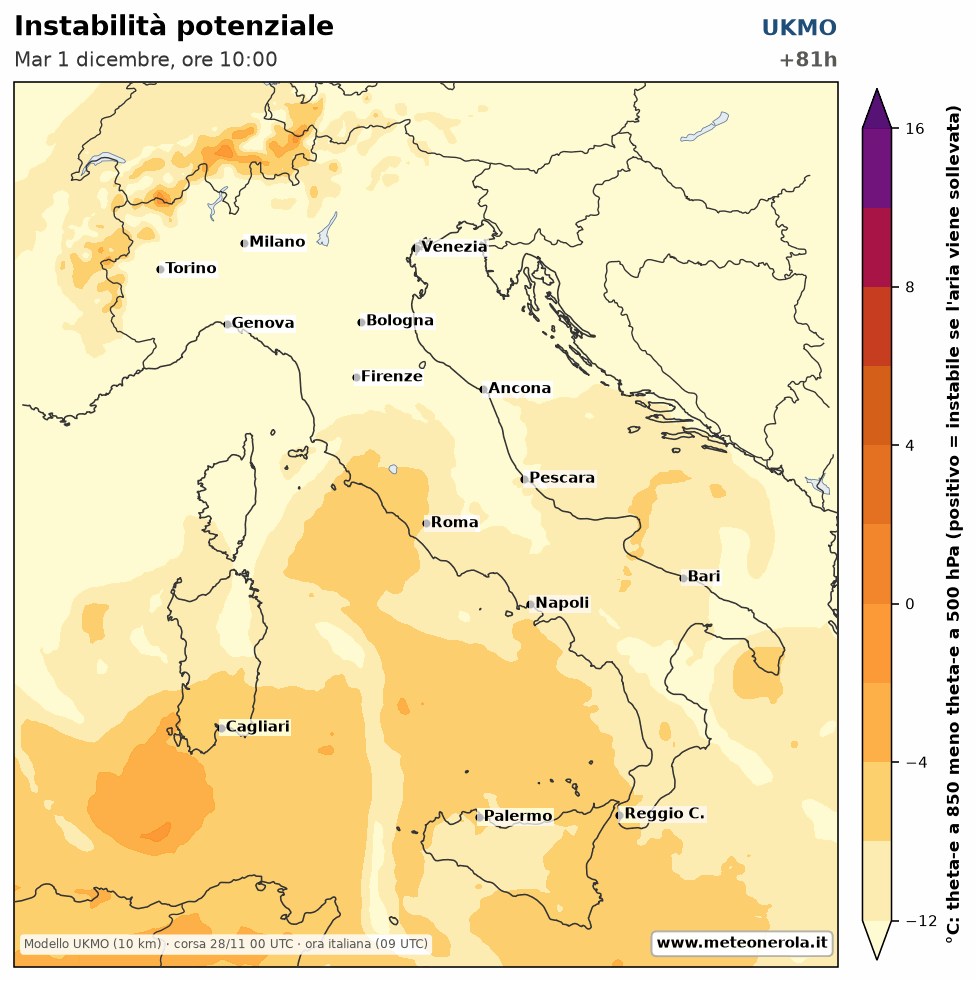 Instabilità potenziale
UKMO
Mar 1 dicembre, ore 10:00
+81h
Milano
Venezia
Torino
Genova
Bologna
Firenze
Ancona
Pescara
Roma
Bari
Napoli
Cagliari
Palermo
Reggio C.
Modello UKMO (10 km) · corsa 28/11 00 UTC · ora italiana (09 UTC)
www.meteonerola.it
16
8
4
0
−4
−12
°C: theta-e a 850 meno theta-e a 500 hPa (positivo = instabile se l'aria viene sollevata)